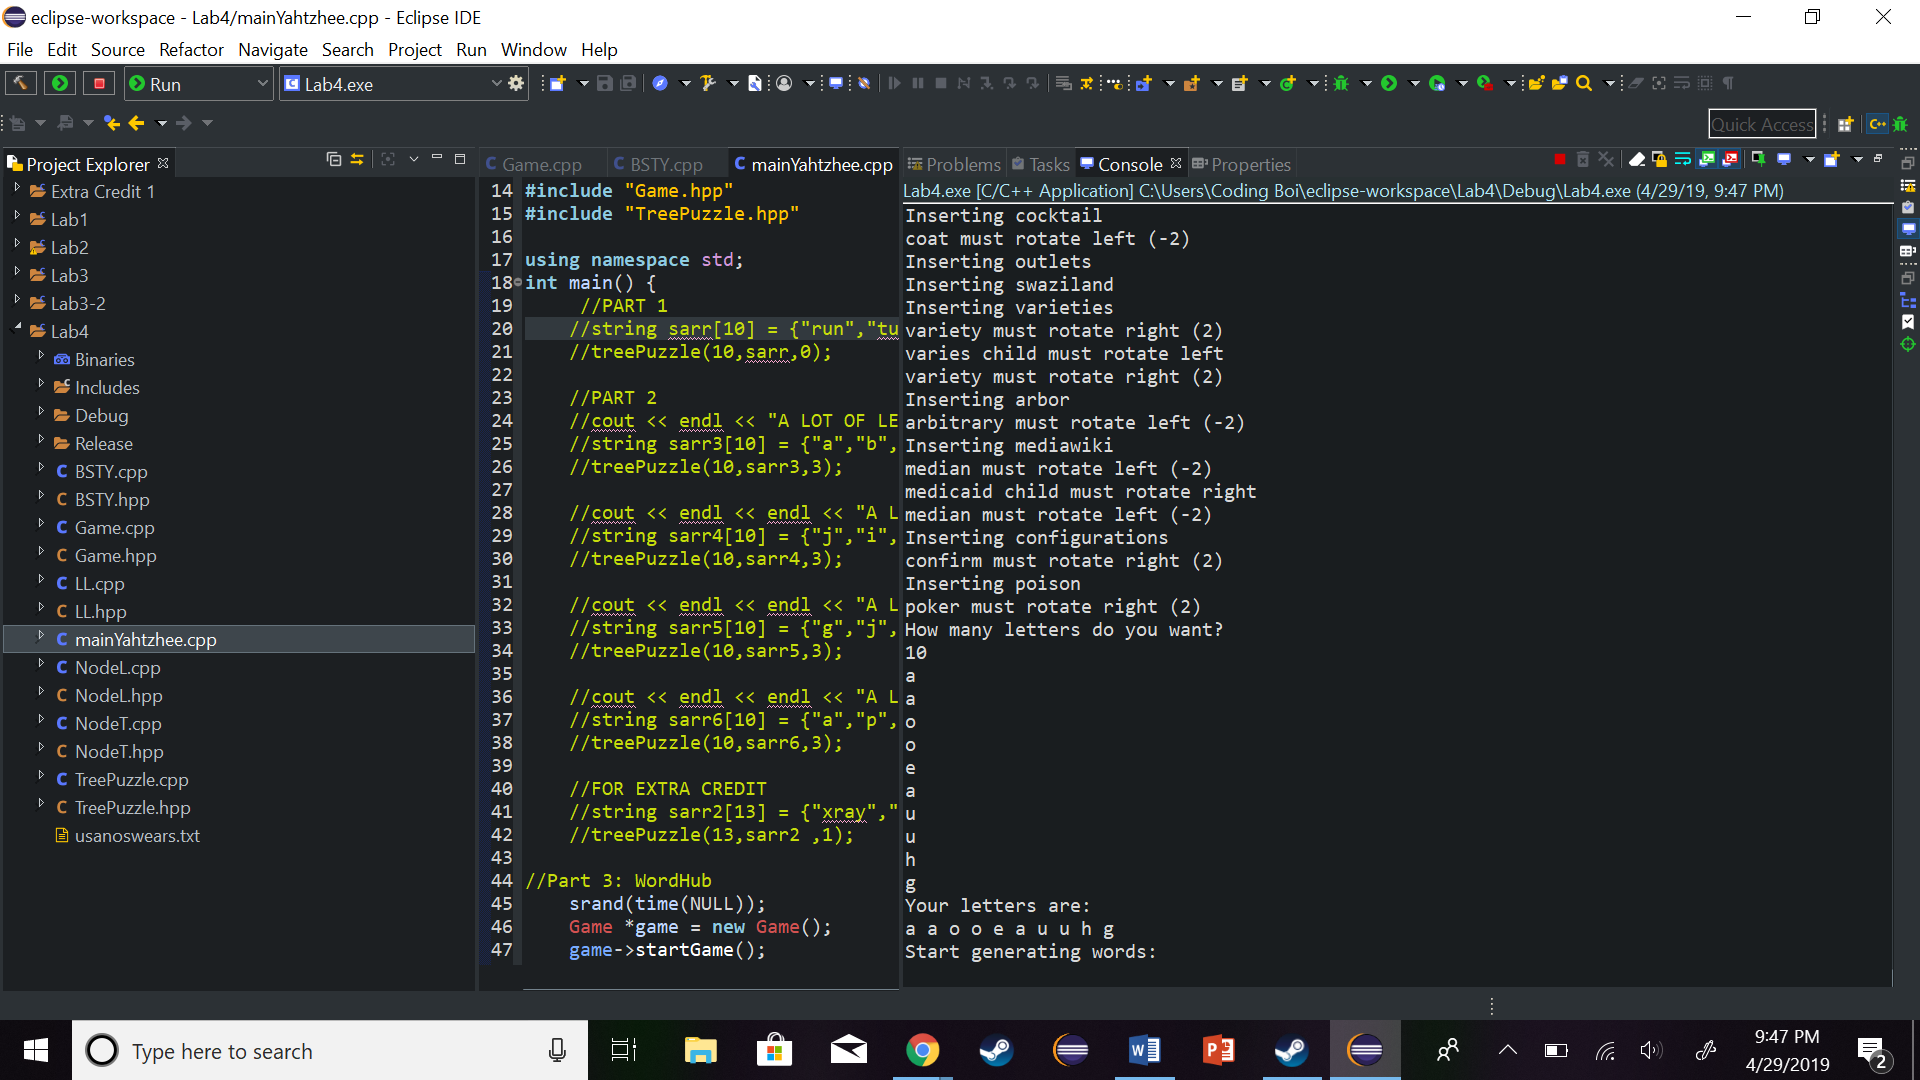 eclipse-workspace - Lab4/mainYahtzhee.cpp - Eclipse IDE
File Edit Source Refactor Navigate Search Project Run Window Help
Run
Lab4.exe
Quick Access
Project Explorer
Extra Credit 1
Lab1
Lab2
Lab3
Lab3-2
Lab4
Binaries
Includes
Debug
Release
BSTY.cpp
BSTY.hpp
Game.cpp
Game.hpp
LL.cpp
LL.hpp
mainYahtzhee.cpp
NodeL.cpp
NodeL.hpp
NodeT.cpp
NodeT.hpp
TreePuzzle.cpp
TreePuzzle.hpp
usanoswears.txt
Game.cpp BSTY.cpp mainYahtzhee.cpp
14 #include "Game.hpp"
15 #include "TreePuzzle.hpp"
16
17 using namespace std;
18 int main() {
19 //PART 1
20 //string sarr[10] = {"run","tu
21 //treePuzzle(10,sarr,0);
22
23 //PART 2
24 //cout << endl << "A LOT OF LE
25 //string sarr3[10] = {"a","b",
26 //treePuzzle(10,sarr3,3);
27
28 //cout << endl << endl << "A L
29 //string sarr4[10] = {"j","i",
30 //treePuzzle(10,sarr4,3);
31
32 //cout << endl << endl << "A L
33 //string sarr5[10] = {"g","j",
34 //treePuzzle(10,sarr5,3);
35
36 //cout << endl << endl << "A L
37 //string sarr6[10] = {"a","p",
38 //treePuzzle(10,sarr6,3);
39
40 //FOR EXTRA CREDIT
41 //string sarr2[13] = {"xray","
42 //treePuzzle(13,sarr2 ,1);
43
44 //Part 3: WordHub
45 srand(time(NULL));
46 Game *game = new Game();
47 game->startGame();
Problems Tasks Console Properties
Lab4.exe [C/C++ Application] C:\Users\Coding Boi\eclipse-workspace\Lab4\Debug\Lab4.exe (4/29/19, 9:47 PM)
Inserting cocktail
coat must rotate left (-2)
Inserting outlets
Inserting swaziland
Inserting varieties
variety must rotate right (2)
varies child must rotate left
variety must rotate right (2)
Inserting arbor
arbitrary must rotate left (-2)
Inserting mediawiki
median must rotate left (-2)
medicaid child must rotate right
median must rotate left (-2)
Inserting configurations
confirm must rotate right (2)
Inserting poison
poker must rotate right (2)
How many letters do you want?
10
a
a
o
o
e
a
u
u
h
g
Your letters are:
a a o o e a u u h g
Start generating words:
Type here to search
9:47 PM
4/29/2019
2